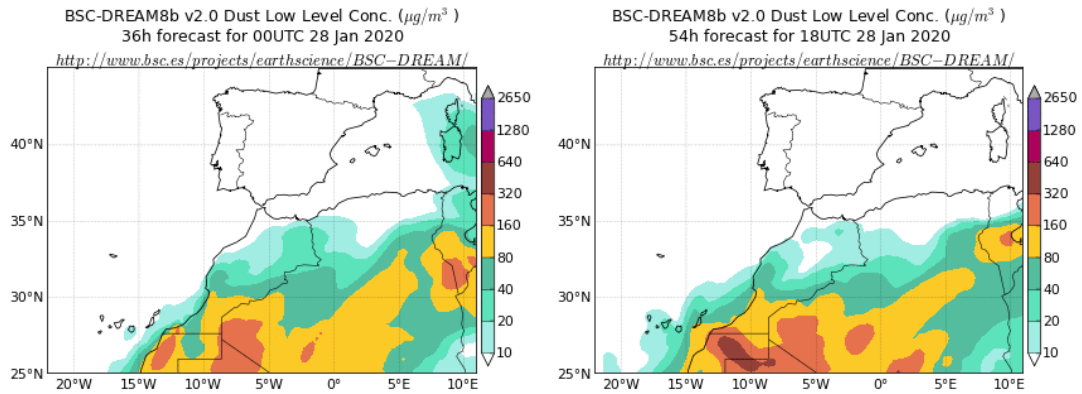 BSC-DREAM8b v2.0 Dust Low Level Conc. (μg/m³ )
36h forecast for 00UTC 28 Jan 2020
http://www.bsc.es/projects/earthscience/BSC−DREAM/
40°N
35°N
30°N
25°N
20°W
15°W
10°W
5°W
0°
5°E
10°E
2650
1280
640
320
160
80
40
20
10
BSC-DREAM8b v2.0 Dust Low Level Conc. (μg/m³ )
54h forecast for 18UTC 28 Jan 2020
http://www.bsc.es/projects/earthscience/BSC−DREAM/
40°N
35°N
30°N
25°N
20°W
15°W
10°W
5°W
0°
5°E
10°E
2650
1280
640
320
160
80
40
20
10